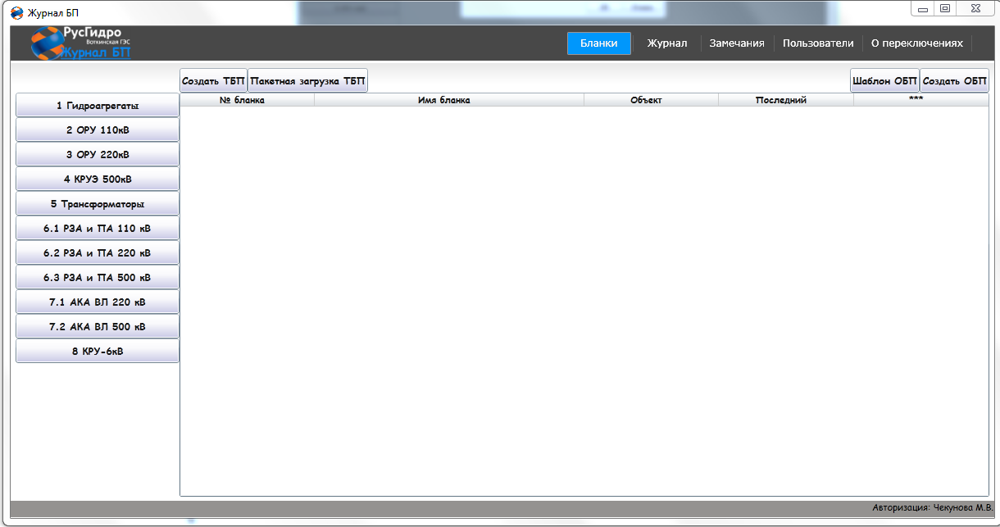 Журнал БП
РусГидро
Воткинская ГЭС
Журнал БП
Бланки Журнал Замечания Пользователи О переключениях
Создать ТБП Пакетная загрузка ТБП Шаблон ОБП Создать ОБП
№ бланка Имя бланка Объект Последний ***
1 Гидроагрегаты
2 ОРУ 110кВ
3 ОРУ 220кВ
4 КРУЭ 500кВ
5 Трансформаторы
6.1 РЗА и ПА 110 кВ
6.2 РЗА и ПА 220 кВ
6.3 РЗА и ПА 500 кВ
7.1 АКА ВЛ 220 кВ
7.2 АКА ВЛ 500 кВ
8 КРУ-6кВ
Авторизация: Чекунова М.В.